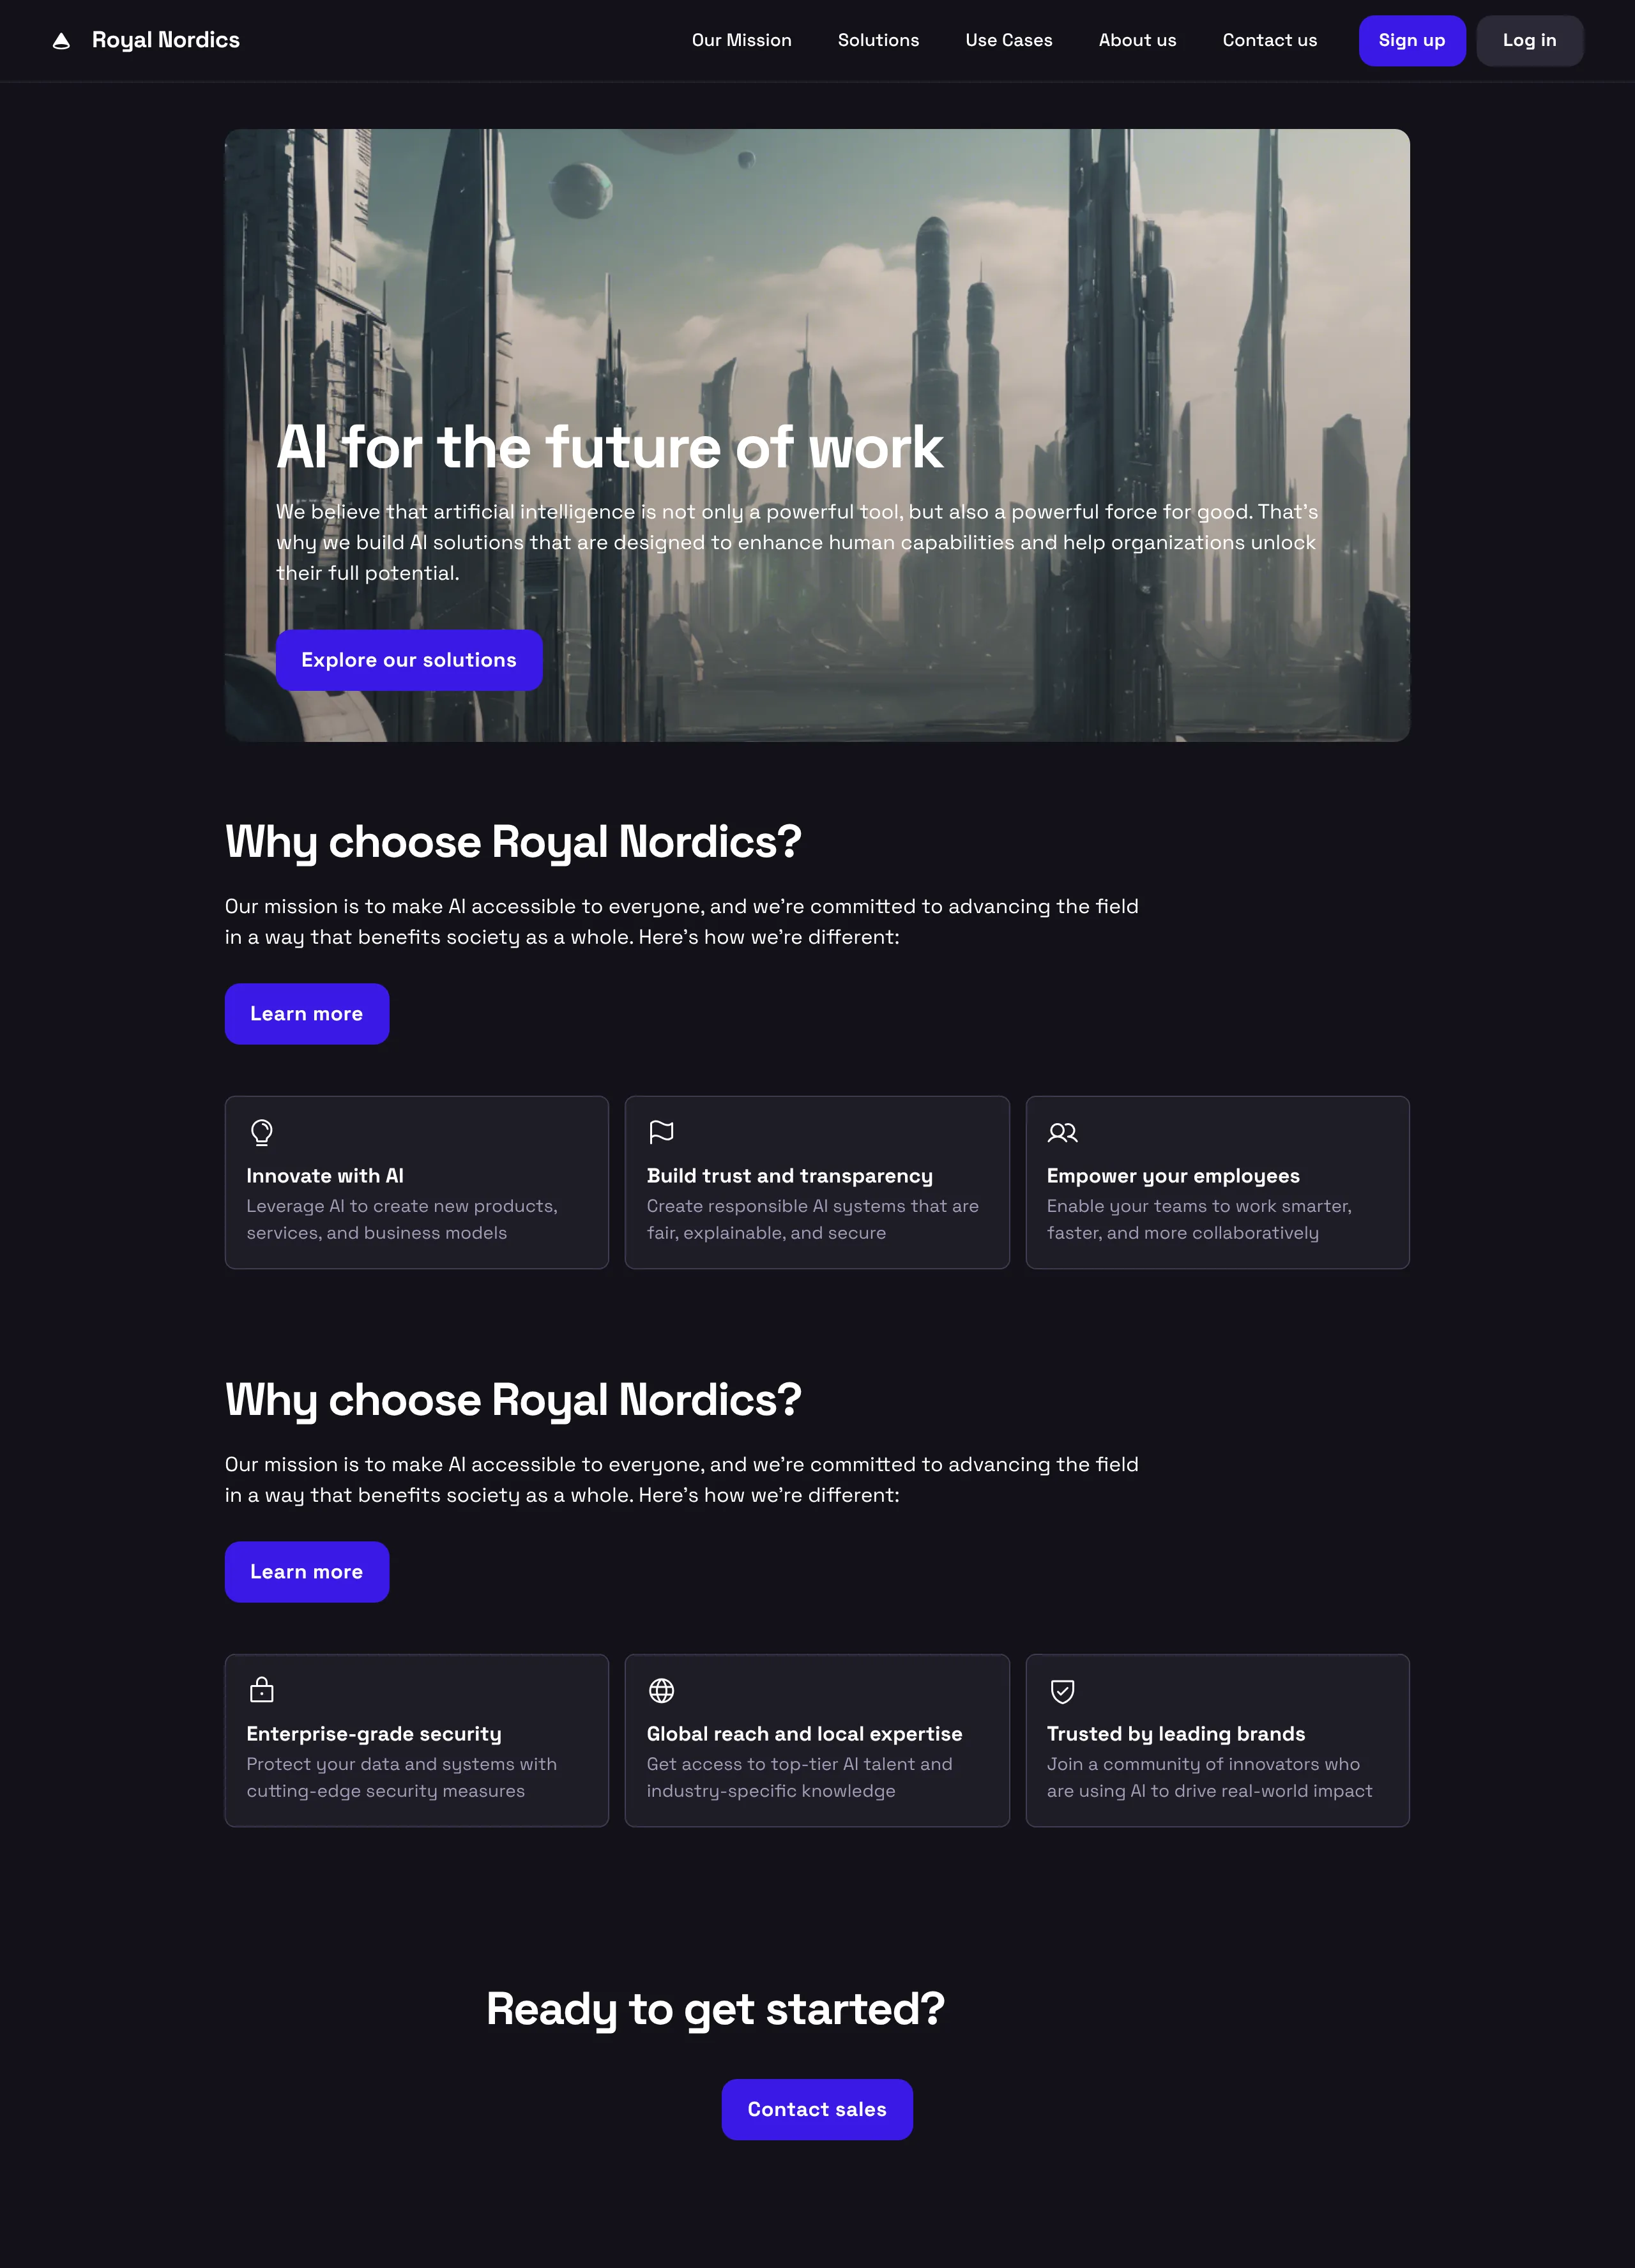 Royal Nordics
Our Mission
Solutions
Use Cases
About us
Contact us
Sign up
Log in
AI for the future of work
We believe that artificial intelligence is not only a powerful tool, but also a powerful force for good. That's
why we build AI solutions that are designed to enhance human capabilities and help organizations unlock
their full potential.
Explore our solutions
Why choose Royal Nordics?
Our mission is to make AI accessible to everyone, and we're committed to advancing the field
in a way that benefits society as a whole. Here's how we're different:
Learn more
Innovate with AI
Leverage AI to create new products,
services, and business models
Build trust and transparency
Create responsible AI systems that are
fair, explainable, and secure
Empower your employees
Enable your teams to work smarter,
faster, and more collaboratively
Why choose Royal Nordics?
Our mission is to make AI accessible to everyone, and we're committed to advancing the field
in a way that benefits society as a whole. Here's how we're different:
Learn more
Enterprise-grade security
Protect your data and systems with
cutting-edge security measures
Global reach and local expertise
Get access to top-tier AI talent and
industry-specific knowledge
Trusted by leading brands
Join a community of innovators who
are using AI to drive real-world impact
Ready to get started?
Contact sales